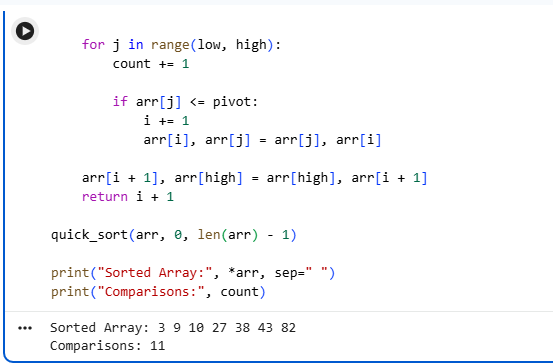 for j in range(low, high):
        count += 1

        if arr[j] <= pivot:
            i += 1
            arr[i], arr[j] = arr[j], arr[i]

    arr[i + 1], arr[high] = arr[high], arr[i + 1]
    return i + 1

quick_sort(arr, 0, len(arr) - 1)

print("Sorted Array:", *arr, sep=" ")
print("Comparisons:", count)

Sorted Array: 3 9 10 27 38 43 82
Comparisons: 11